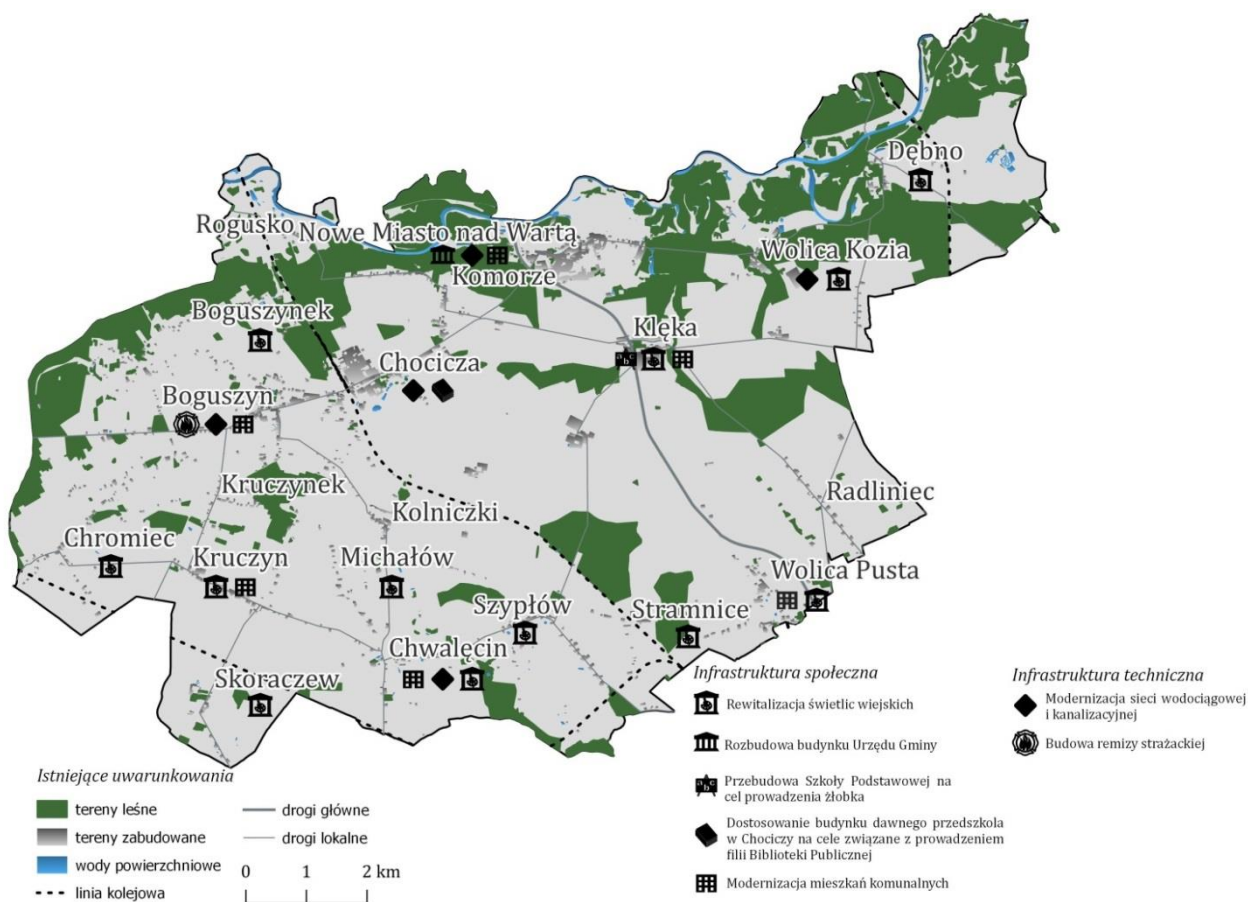 Dębno
Rogusko
Nowe Miasto nad Wartą
Wolica Kozia
Komorze
Boguszynek
Klęka
Chocicza
Boguszyn
Kruczynek
Radliniec
Kolniczki
Chromiec
Kruczyn
Michałów
Wolica Pusta
Szypłów
Stramnice
Chwalęcin
Skoraczew
Istniejące uwarunkowania
tereny leśne
tereny zabudowane
wody powierzchniowe
linia kolejowa
drogi główne
drogi lokalne
0 1 2 km
Infrastruktura społeczna
Rewitalizacja świetlic wiejskich
Rozbudowa budynku Urzędu Gminy
Przebudowa Szkoły Podstawowej na
cel prowadzenia żłobka
Dostosowanie budynku dawnego przedszkola
w Chociczy na cele związane z prowadzeniem
filii Biblioteki Publicznej
Modernizacja mieszkań komunalnych
Infrastruktura techniczna
Modernizacja sieci wodociągowej
i kanalizacyjnej
Budowa remizy strażackiej